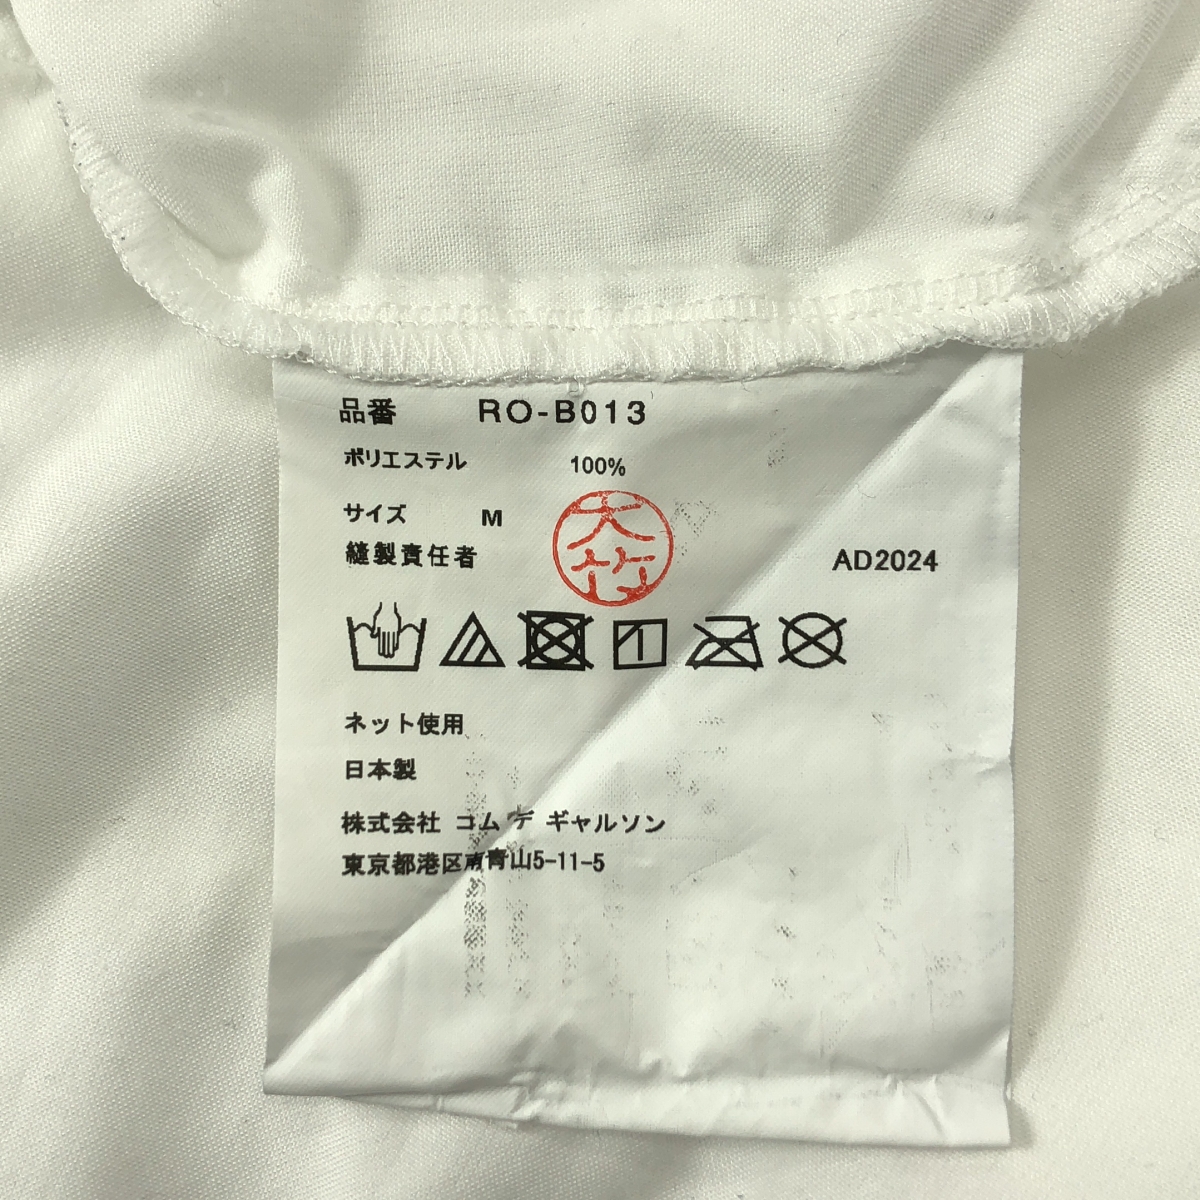 品番 RO-B013
ポリエステル 100%
サイズ M
大竹
縫製責任者 AD2024
ネット使用
日本製
株式会社 コム デ ギャルソン
東京都港区南青山5-11-5